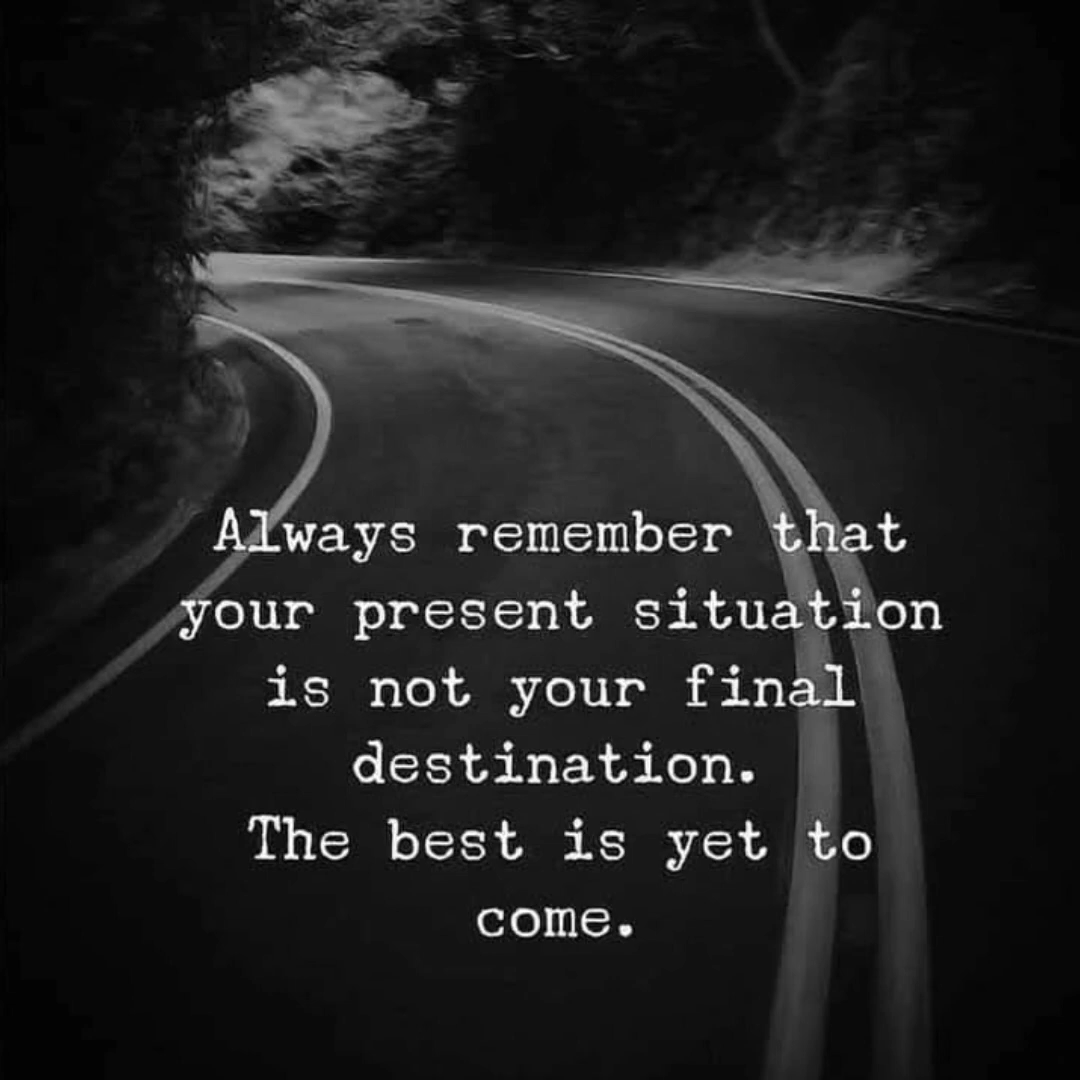 Always remember that
your present situation
is not your final
destination.
The best is yet to
come.